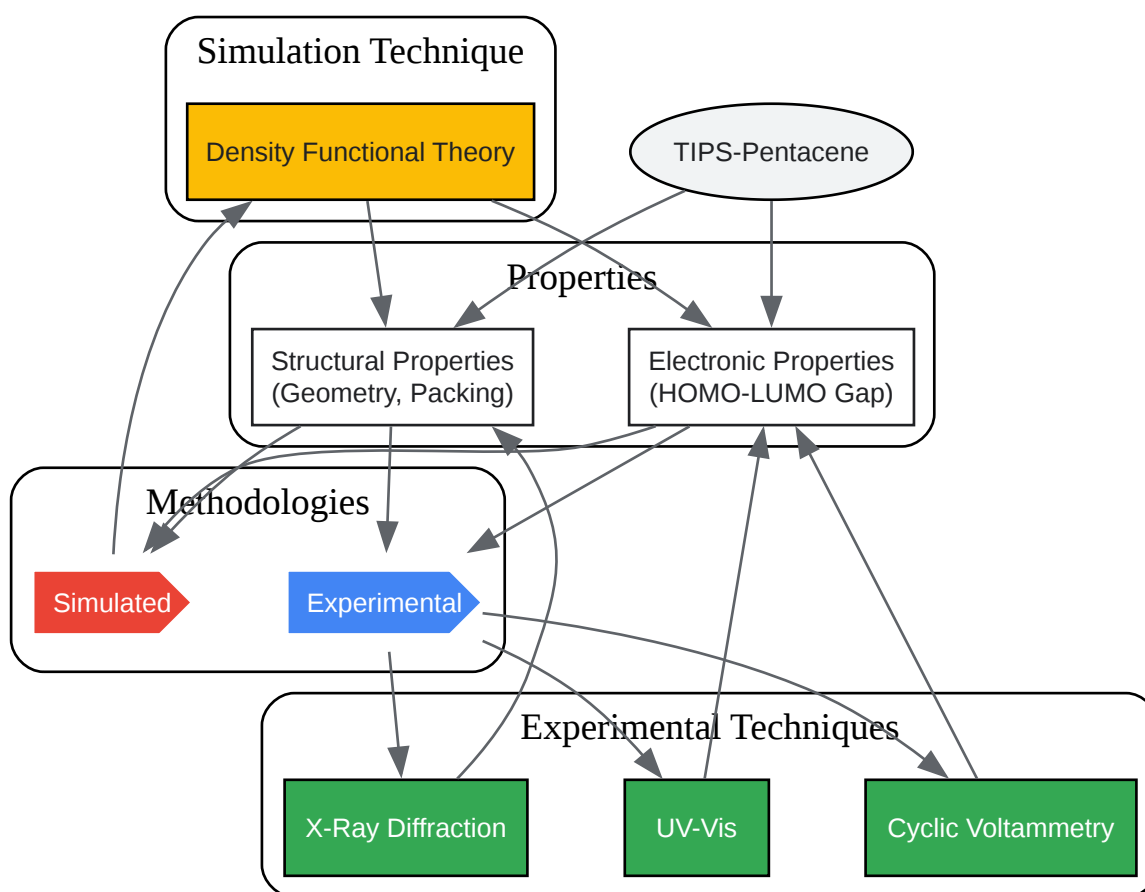 Simulation Technique
Density Functional Theory
TIPS-Pentacene
Properties
Structural Properties
(Geometry, Packing)
Electronic Properties
(HOMO-LUMO Gap)
Methodologies
Simulated
Experimental
Experimental Techniques
X-Ray Diffraction
UV-Vis
Cyclic Voltammetry